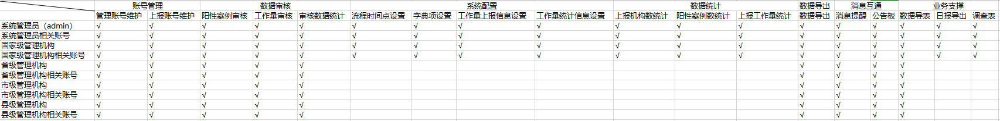 账号管理 数据审核 系统配置 数据统计 数据导出 消息互通 业务支撑
管理账号维护 上报账号维护 阳性案例审核 工作量审核 审核数据统计 流程时间点设置 字典项设置 工作量上报信息设置 工作量统计信息设置 上报机构数统计 阳性案例数统计 上报工作量统计 数据导出 消息提醒 公告板 数据导表 日报导出 调查表
系统管理员（admin） √ √ √ √ √ √ √ √ √ √ √ √ √ √ √ √ √ √
系统管理员相关账号 √ √ √ √ √ √ √ √ √ √ √ √ √ √ √ √ √ √
国家级管理机构 √ √ √ √ √ √ √ √ √ √ √ √ √ √ √ √ √ √
国家级管理机构相关账号 √ √ √ √ √ √ √ √ √ √ √ √ √ √ √ √ √ √
省级管理机构 √ √ √ √ √ √ √ √ √
省级管理机构相关账号 √ √ √ √ √ √ √ √ √
市级管理机构 √ √ √ √ √ √ √ √ √
市级管理机构相关账号 √ √ √ √ √ √ √ √ √
县级管理机构 √ √ √ √ √ √ √ √ √
县级管理机构相关账号 √ √ √ √ √ √ √ √ √